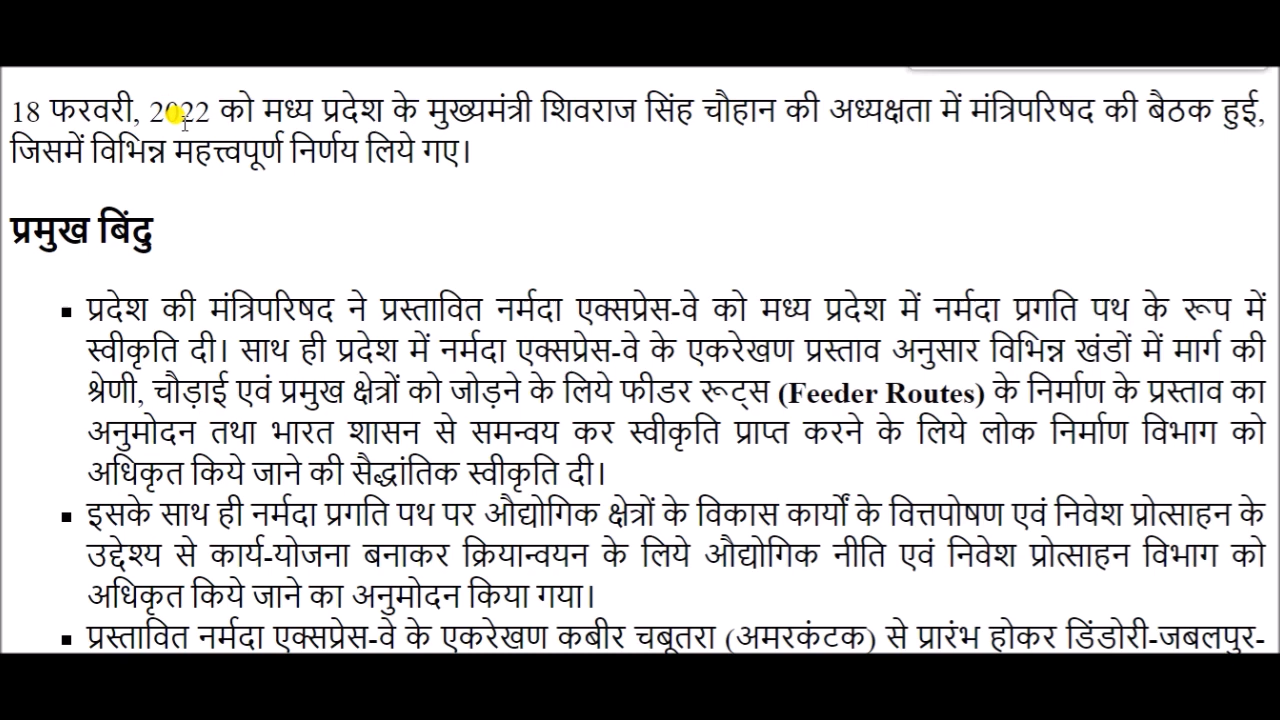 18 फरवरी, 2022 को मध्य प्रदेश के मुख्यमंत्री शिवराज सिंह चौहान की अध्यक्षता में मंत्रिपरिषद की बैठक हुई,
जिसमें विभिन्न महत्त्वपूर्ण निर्णय लिये गए।
प्रमुख बिंदु
▪ प्रदेश की मंत्रिपरिषद ने प्रस्तावित नर्मदा एक्सप्रेस-वे को मध्य प्रदेश में नर्मदा प्रगति पथ के रूप में
स्वीकृति दी। साथ ही प्रदेश में नर्मदा एक्सप्रेस-वे के एकरेखण प्रस्ताव अनुसार विभिन्न खंडों में मार्ग की
श्रेणी, चौड़ाई एवं प्रमुख क्षेत्रों को जोड़ने के लिये फीडर रूट्स (Feeder Routes) के निर्माण के प्रस्ताव का
अनुमोदन तथा भारत शासन से समन्वय कर स्वीकृति प्राप्त करने के लिये लोक निर्माण विभाग को
अधिकृत किये जाने की सैद्धांतिक स्वीकृति दी।
▪ इसके साथ ही नर्मदा प्रगति पथ पर औद्योगिक क्षेत्रों के विकास कार्यों के वित्तपोषण एवं निवेश प्रोत्साहन के
उद्देश्य से कार्य-योजना बनाकर क्रियान्वयन के लिये औद्योगिक नीति एवं निवेश प्रोत्साहन विभाग को
अधिकृत किये जाने का अनुमोदन किया गया।
▪ प्रस्तावित नर्मदा एक्सप्रेस-वे के एकरेखण कबीर चबूतरा (अमरकंटक) से प्रारंभ होकर डिंडोरी-जबलपुर-